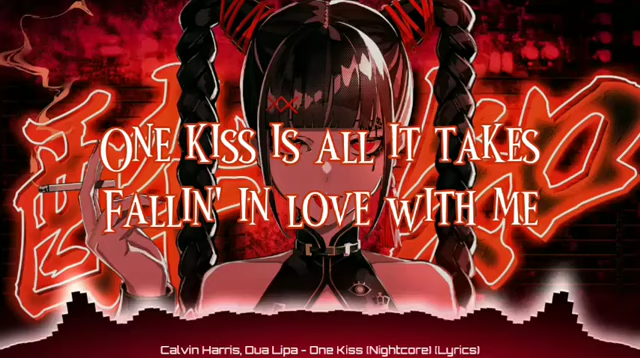 One kiss is all it takes
Fallin' in love with me
Calvin Harris, Dua Lipa - One Kiss (Nightcore) (Lyrics)